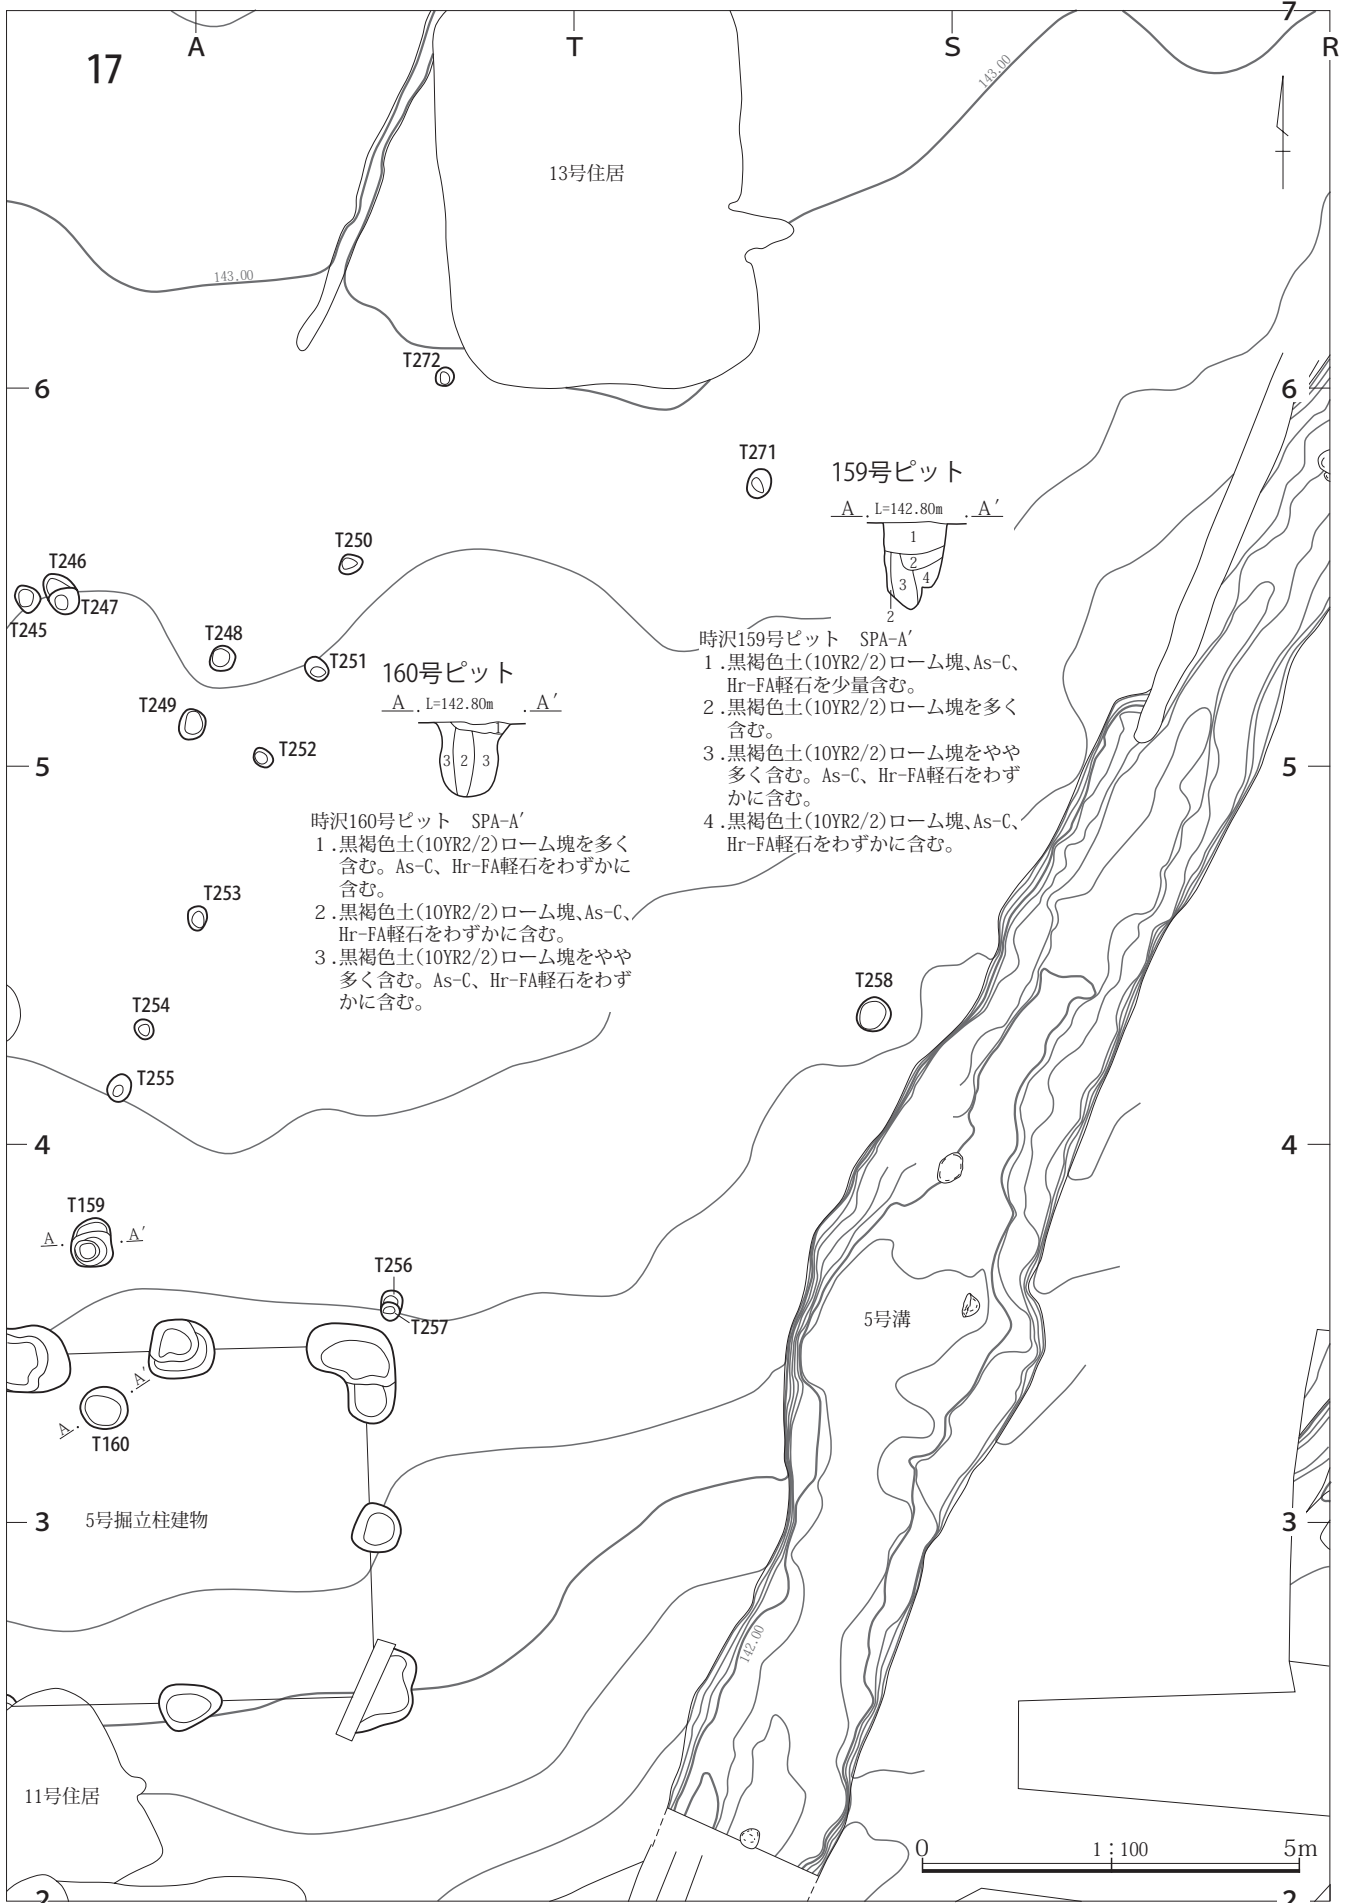 7
A
T
S
R
17
143.00
13号住居
143.00
T272
6
6
T271
159号ピット
A . L=142.80m . A′
1
2
3
4
2
T250
T246
T247
T245
T248
T251
T249
T252
160号ピット
A . L=142.80m . A′
3 2 3
時沢159号ピット SPA-A′
1.黒褐色土(10YR2/2)ローム塊、As-C、
Hr-FA軽石を少量含む。
2.黒褐色土(10YR2/2)ローム塊を多く
含む。
3.黒褐色土(10YR2/2)ローム塊をやや
多く含む。As-C、Hr-FA軽石をわず
かに含む。
4.黒褐色土(10YR2/2)ローム塊、As-C、
Hr-FA軽石をわずかに含む。
5
5
時沢160号ピット SPA-A′
1.黒褐色土(10YR2/2)ローム塊を多く
含む。As-C、Hr-FA軽石をわずかに
含む。
2.黒褐色土(10YR2/2)ローム塊、As-C、
Hr-FA軽石をわずかに含む。
3.黒褐色土(10YR2/2)ローム塊をやや
多く含む。As-C、Hr-FA軽石をわず
かに含む。
T253
T258
T254
T255
4
4
T159
A . . A′
T256
T257
5号溝
A . . A′
T160
3
5号掘立柱建物
3
142.00
11号住居
0 1：100 5m
2
2